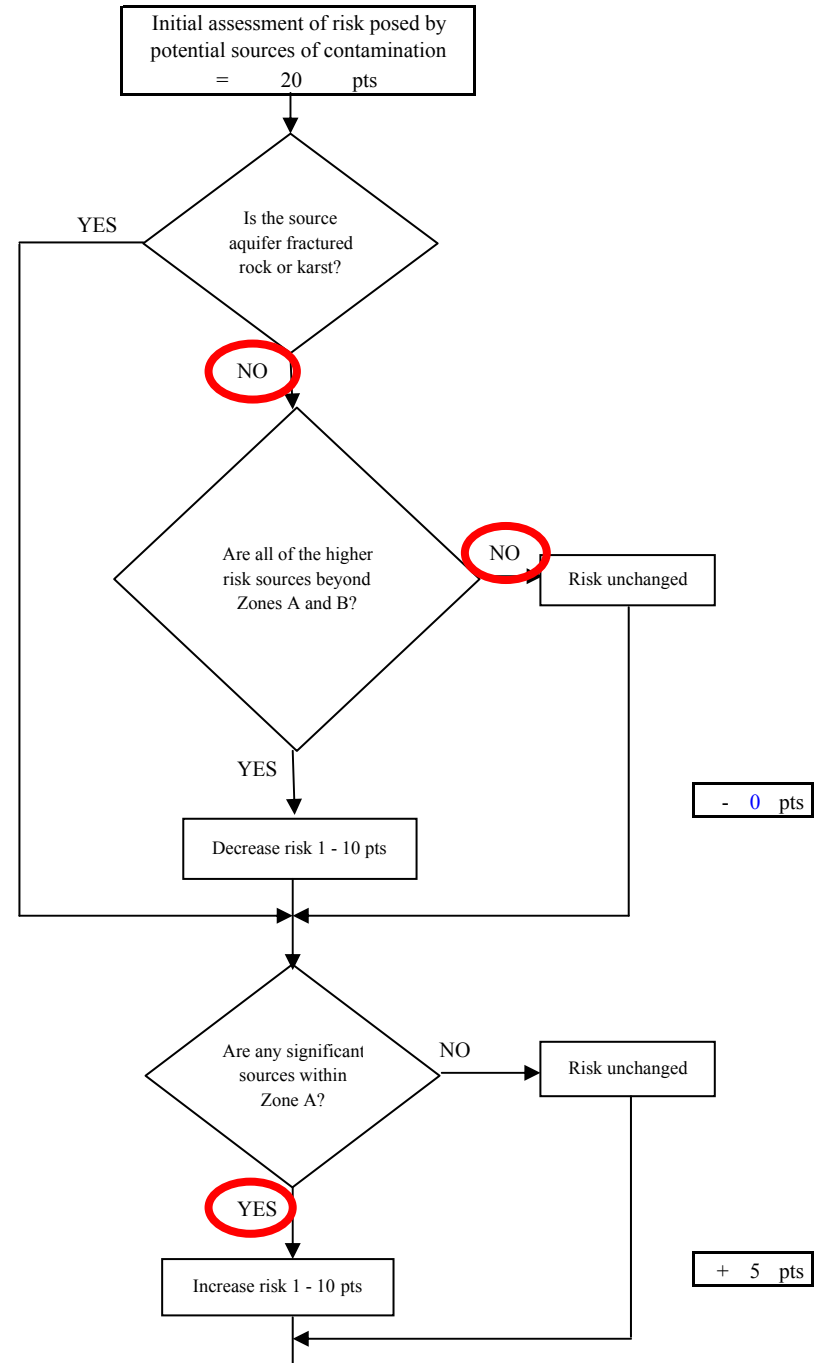 Initial assessment of risk posed by
potential sources of contamination
= 20 pts
YES
Is the source
aquifer fractured
rock or karst?
NO
Are all of the higher
risk sources beyond
Zones A and B?
NO
Risk unchanged
YES
- 0 pts
Decrease risk 1 - 10 pts
Are any significant
sources within
Zone A?
NO
Risk unchanged
YES
Increase risk 1 - 10 pts
+ 5 pts